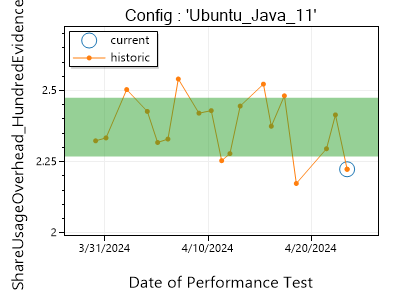 Config : 'Ubuntu_Java_11'
current
historic
ShareUsageOverhead_HundredEvidence
2.5
2.25
2
3/31/2024
4/10/2024
4/20/2024
Date of Performance Test